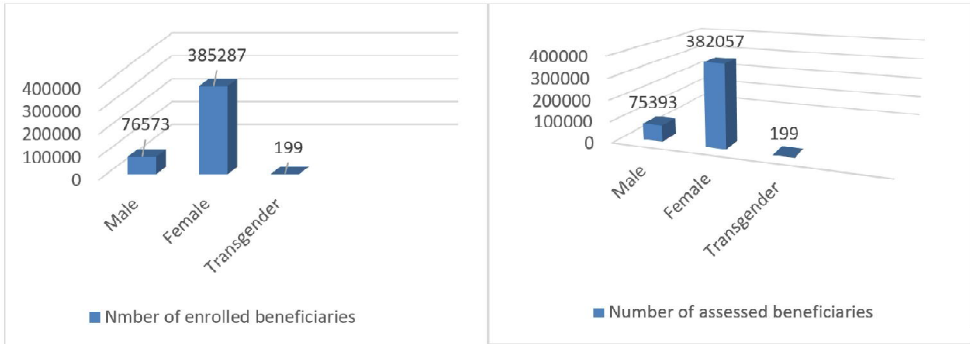 385287
400000
300000
76573
200000
199
100000
0
Male
Female
Transgender
Nmber of enrolled beneficiaries
382057
400000
300000
75393
200000
199
100000
0
Male
Female
Transgender
Number of assessed beneficiaries